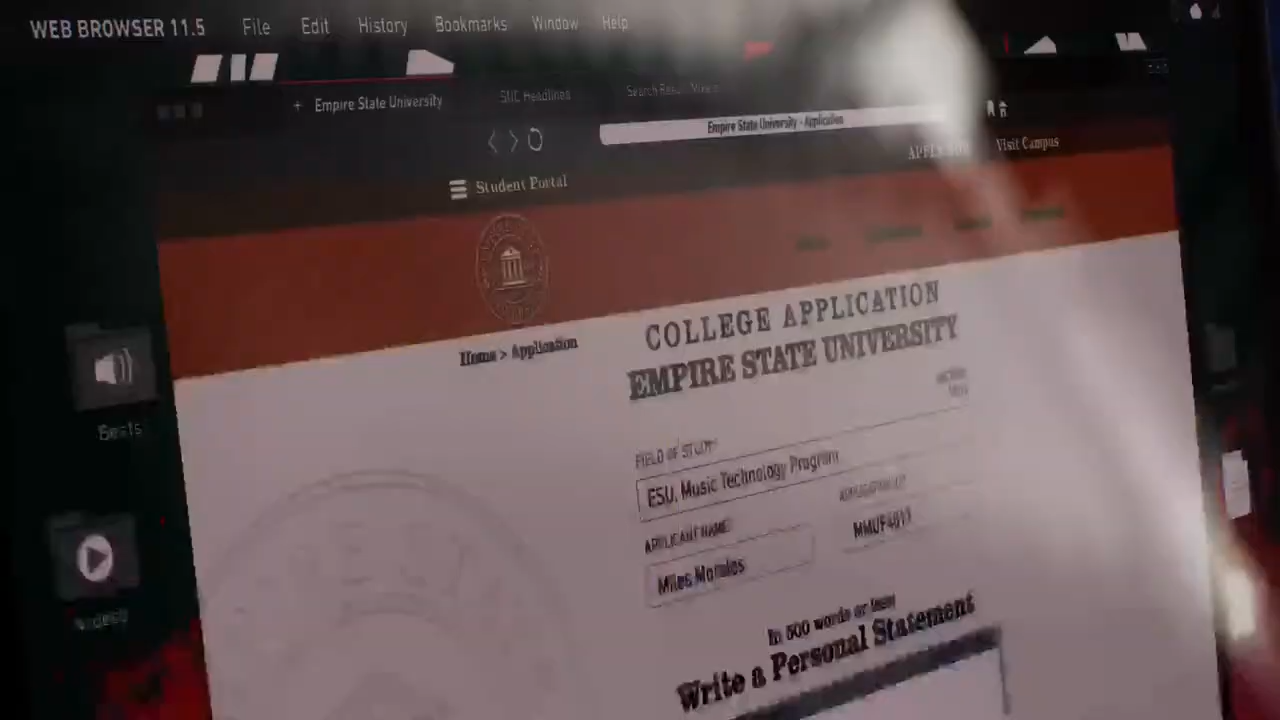 WEB BROWSER 11.5 File Edit History Bookmarks Window Help
+ Empire State University
Empire State University - Application
Visit Campus
Student Portal
Home > Application
COLLEGE APPLICATION
EMPIRE STATE UNIVERSITY
FIELD OF STUDY
ESU, Music Technology Program
APPLICANT NAME
Miles Morales
In 500 words or less
Write a Personal Statement